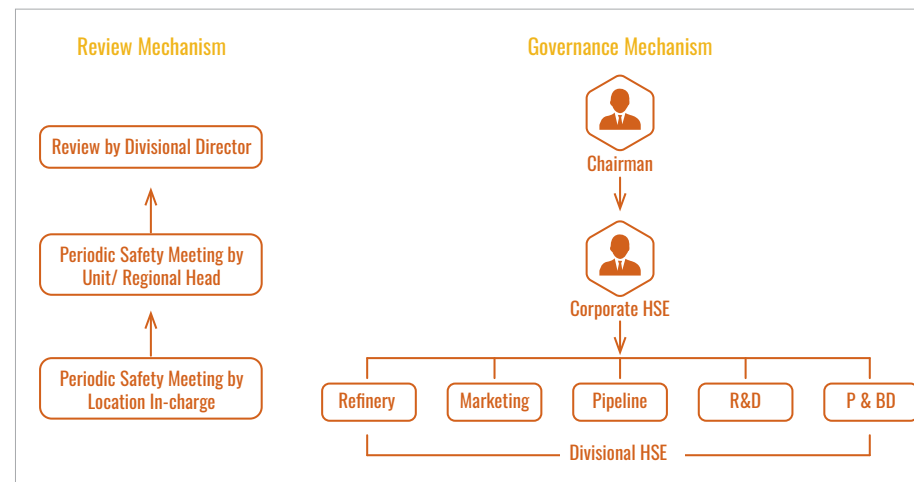 Review Mechanism
Review by Divisional Director
Periodic Safety Meeting by
Unit/ Regional Head
Periodic Safety Meeting by
Location In-charge
Governance Mechanism
Chairman
Corporate HSE
Refinery
Marketing
Pipeline
R&D
P & BD
Divisional HSE